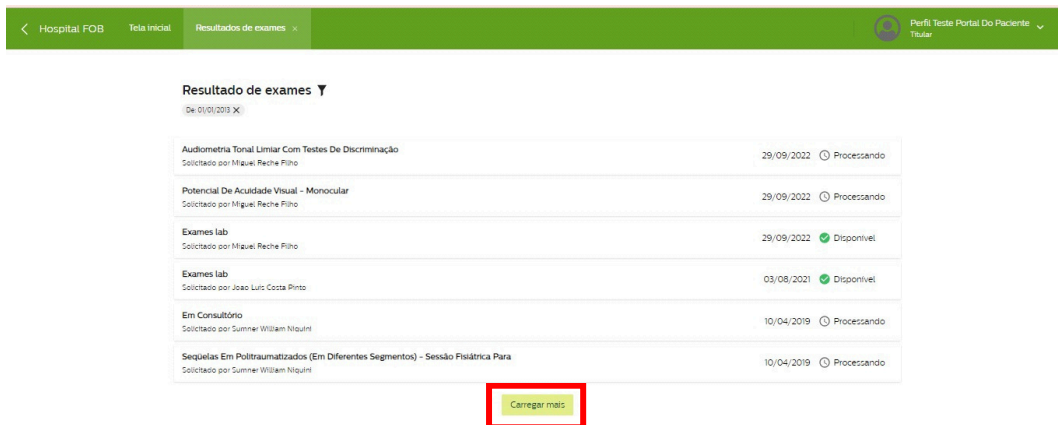 Hospital FOB
Tela inicial
Resultados de exames ×
Perfil Teste Portal Do Paciente
Titular
Resultado de exames
De: 01/01/2013 X
Audiometria Tonal Limiar Com Testes De Discriminação
Solicitado por Miguel Reche Filho
29/09/2022 Processando
Potencial De Acuidade Visual - Monocular
Solicitado por Miguel Reche Filho
29/09/2022 Processando
Exames lab
Solicitado por Miguel Reche Filho
29/09/2022 Disponível
Exames lab
Solicitado por Joao Luis Costa Pinto
03/08/2021 Disponível
Em Consultório
Solicitado por Sumner William Niquini
10/04/2019 Processando
Seqüelas Em Politraumatizados (Em Diferentes Segmentos) - Sessão Fisiátrica Para
Solicitado por Sumner William Niquini
10/04/2019 Processando
Carregar mais